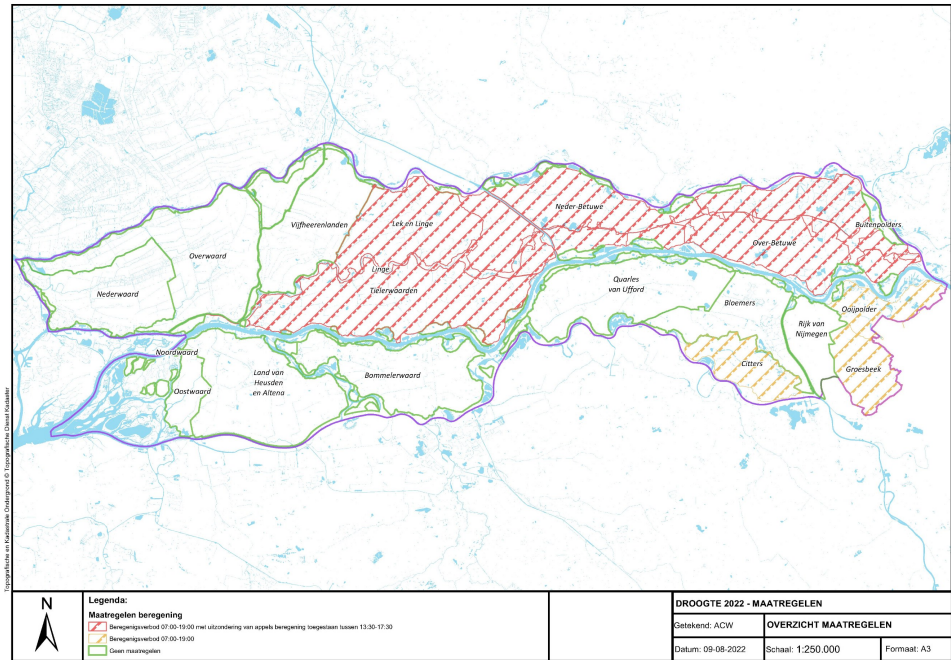 Neder-Betuwe
Vijfheerenlanden
Lek en Linge
Buitenpolders
Over-Betuwe
Overwaard
Linge
Tielerwaarden
Quarles
van Ufford
Nederwaard
Bloemers
Ooijpolder
Rijk van
Nijmegen
Noordwaard
Citters
Groesbeek
Land van
Heusden
en Altena
Bommelerwaard
Oostwaard
Topografische en Kadastrale Ondergrond © Topografische Dienst Kadaster
N
Legenda:
Maatregelen beregening
Beregenigsverbod 07:00-19:00 met uitzondering van appels beregening toegestaan tussen 13:30-17:30
Beregenigsverbod 07:00-19:00
Geen maatregelen
DROOGTE 2022 - MAATREGELEN
Getekend: ACW
OVERZICHT MAATREGELEN
Datum: 09-08-2022
Schaal: 1:250.000
Formaat: A3